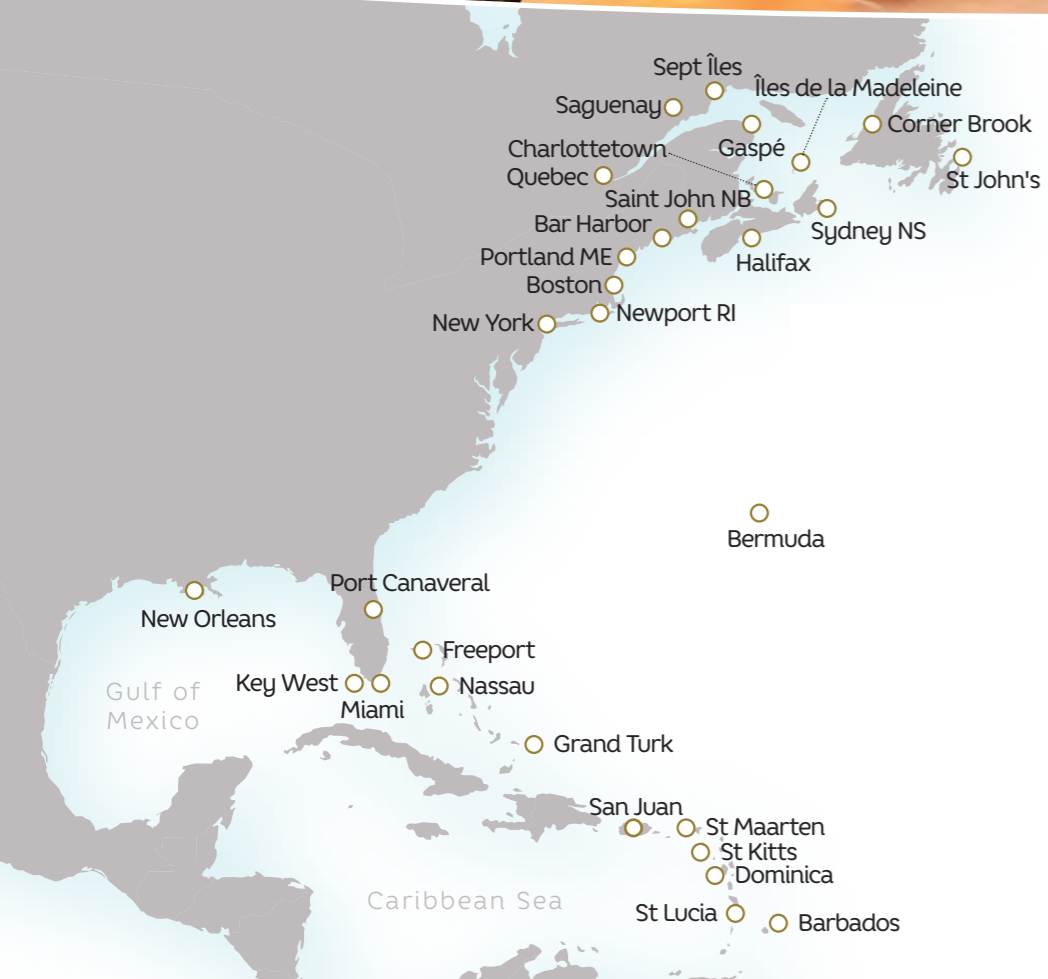 Sept Îles
Îles de la Madeleine
Saguenay
Corner Brook
Charlottetown
Gaspé
Quebec
St John's
Saint John NB
Bar Harbor
Sydney NS
Portland ME
Halifax
Boston
Newport RI
New York
Bermuda
Port Canaveral
New Orleans
Freeport
Key West
Nassau
Gulf of
Mexico
Miami
Grand Turk
San Juan
St Maarten
St Kitts
Dominica
Caribbean Sea
St Lucia
Barbados